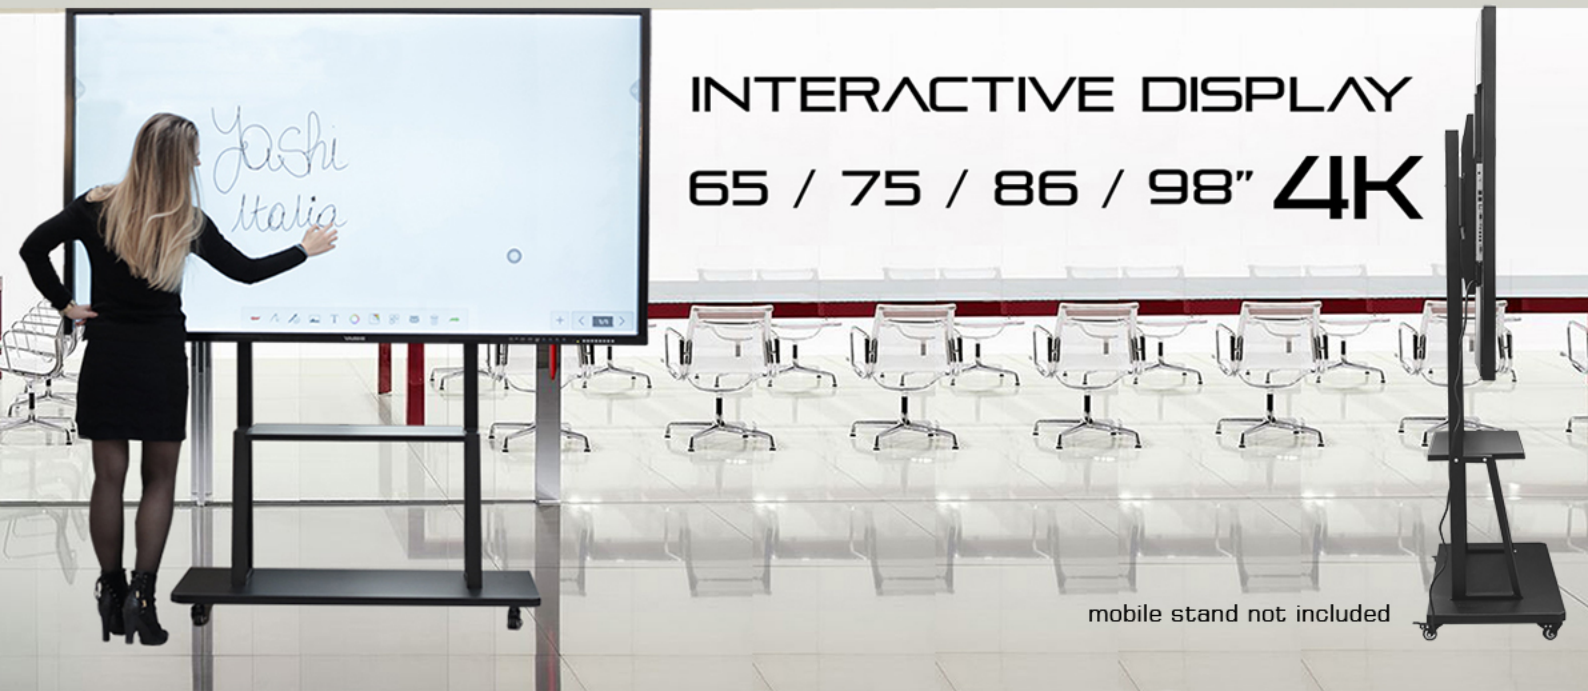 Yashi
Italia
INTERACTIVE DISPLAY
65 / 75 / 86 / 98” 4K
mobile stand not included